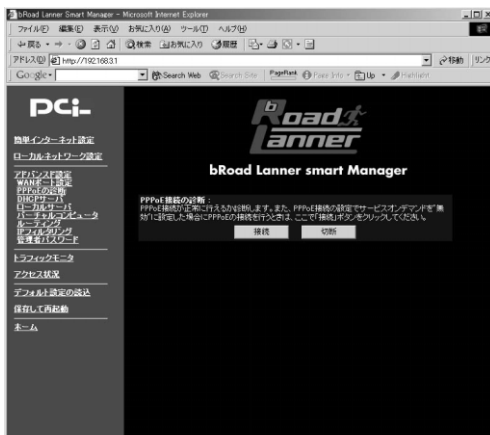 bRoad Lanner Smart Manager - Microsoft Internet Explorer
ファイル(F) 編集(E) 表示(V) お気に入り(A) ツール(T) ヘルプ(H)
戻る 検索 お気に入り 履歴
アドレス(D) http://192.168.3.1 移動 リンク
Google Search Web Search Site PageRank Page Info Up Highlight
PCi
Road
Lanner
bRoad Lanner smart Manager
簡単インターネット設定
ローカルネットワーク設定
アドバンスド設定
WANポート設定
PPPoEの診断
DHCPサーバ
ローカルサーバ
バーチャルコンピュータ
ルーティング
IPフィルタリング
管理者パスワード
トラフィックモニタ
アクセス状況
デフォルト設定の読込
保存して再起動
ホーム
PPPoE接続の診断:
PPPoE接続が正常に行えるかを診断します。また、PPPoE接続の設定でサービスオンデマンドを"無
効"に設定した場合にPPPoEの接続を行うときは、ここで「接続」ボタンをクリックしてください。
接続 切断